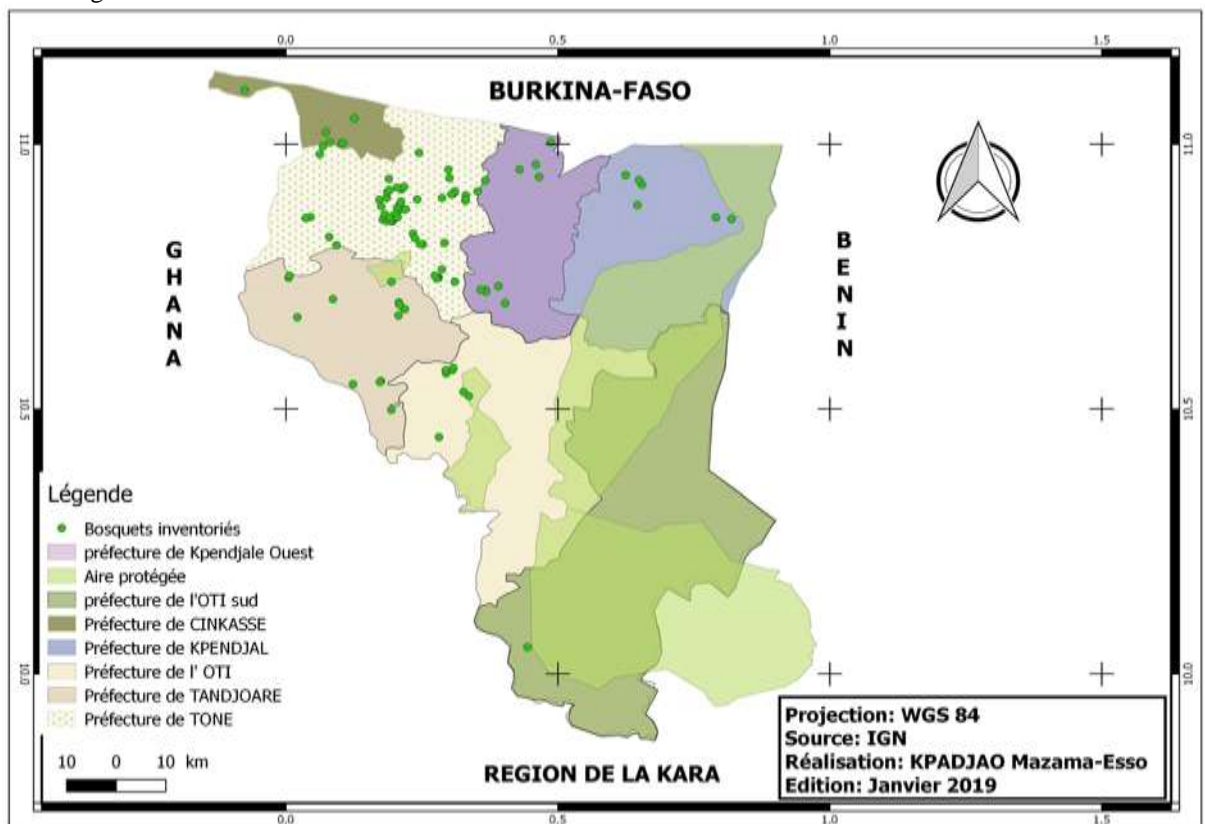 0.0 0.5 1.0 1.5
BURKINA-FASO
11.0 11.0
GHANA
BENIN
10.5 10.5
Légende
Bosquets inventoriés
préfecture de Kpendjale Ouest
Aire protégée
préfecture de l'OTI sud
Préfecture de CINKASSE
Préfecture de KPENDJAL
Préfecture de l' OTI
Préfecture de TANDJOARE
Préfecture de TONE
10.0 10.0
10 0 10 km
REGION DE LA KARA
Projection: WGS 84
Source: IGN
Réalisation: KPADJAO Mazama-Esso
Edition: Janvier 2019
0.0 0.5 1.0 1.5